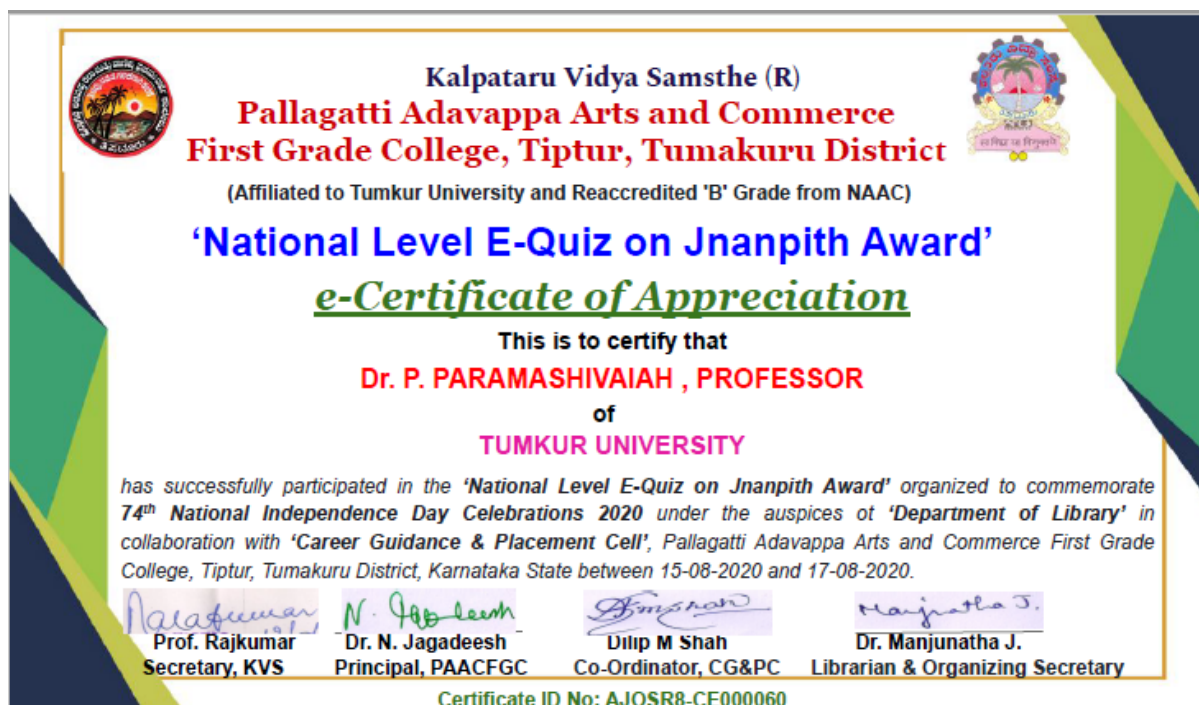 Kalpataru Vidya Samsthe (R)
Pallagatti Adavappa Arts and Commerce
First Grade College, Tiptur, Tumakuru District
(Affiliated to Tumkur University and Reaccredited 'B' Grade from NAAC)
‘National Level E-Quiz on Jnanpith Award’
e-Certificate of Appreciation
This is to certify that
Dr. P. PARAMASHIVAIAH , PROFESSOR
of
TUMKUR UNIVERSITY
has successfully participated in the ‘National Level E-Quiz on Jnanpith Award’ organized to commemorate
74th National Independence Day Celebrations 2020 under the auspices of ‘Department of Library’ in
collaboration with ‘Career Guidance & Placement Cell’, Pallagatti Adavappa Arts and Commerce First Grade
College, Tiptur, Tumakuru District, Karnataka State between 15-08-2020 and 17-08-2020.
N. Jagadeesh
Manjnatha J.
Prof. Rajkumar Dr. N. Jagadeesh Dilip M Shah Dr. Manjunatha J.
Secretary, KVS Principal, PAACFGC Co-Ordinator, CG&PC Librarian & Organizing Secretary
Certificate ID No: AJOSR8-CE000060